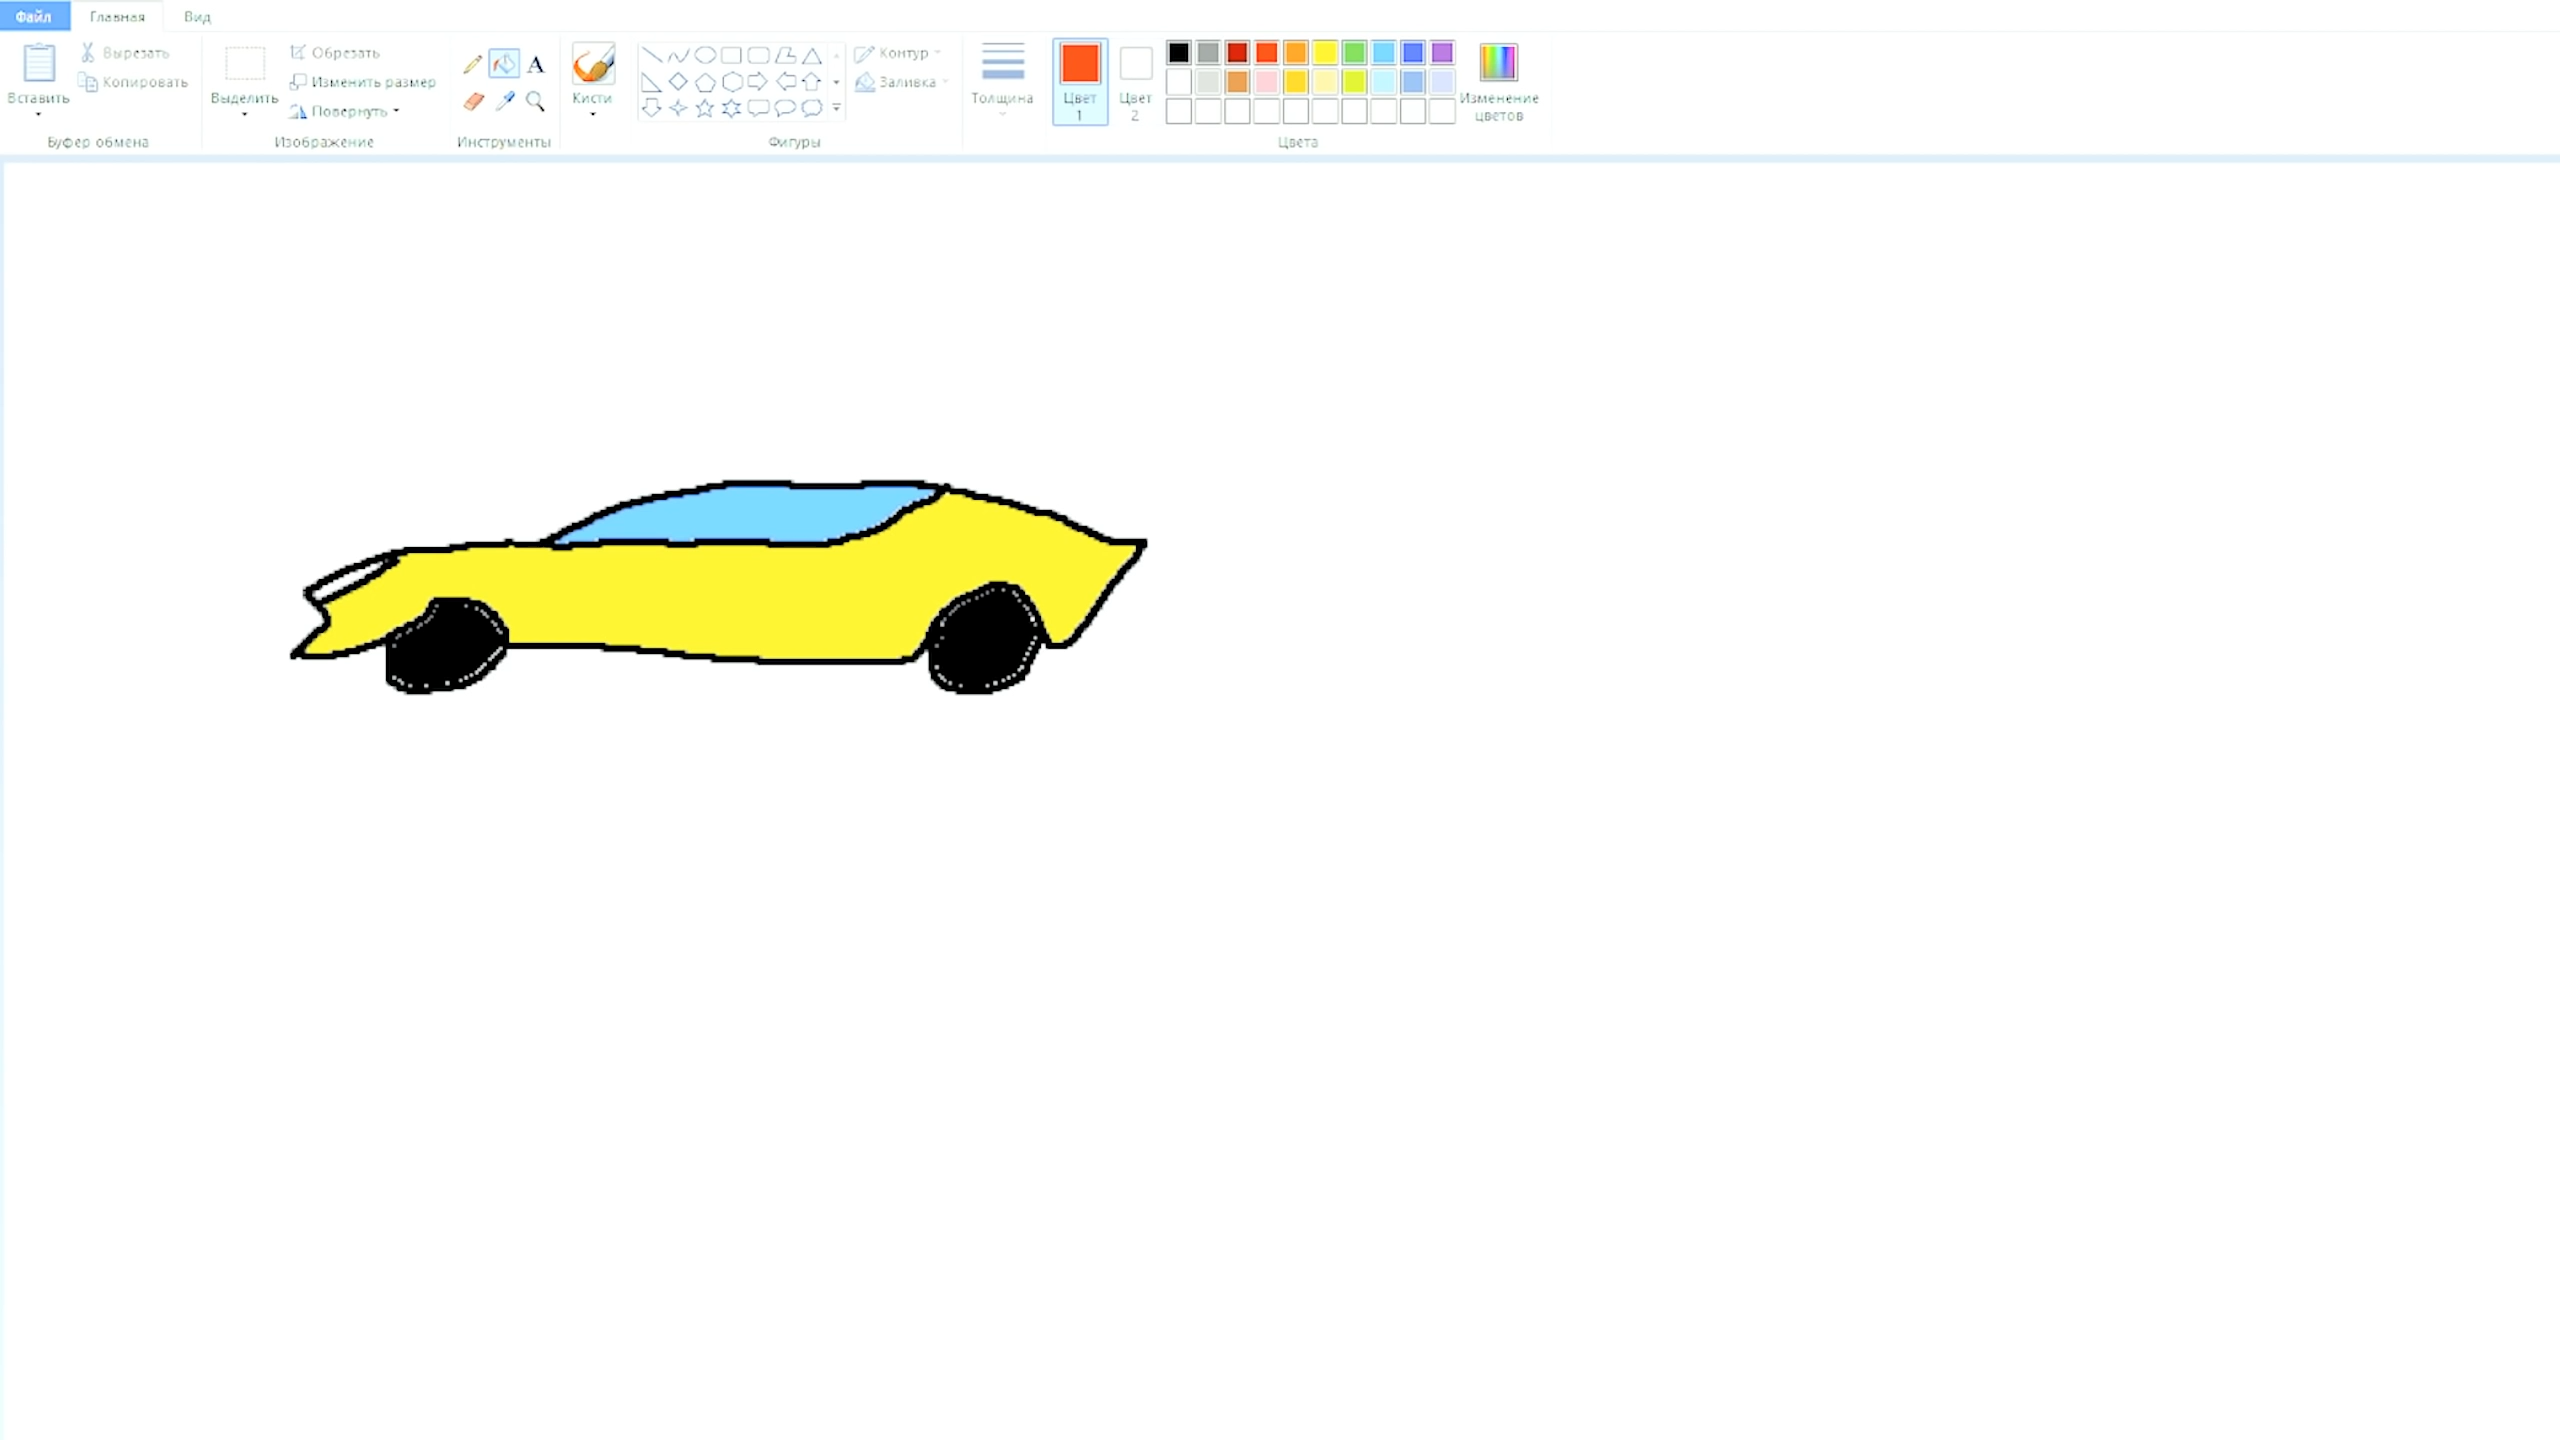 Файл Главная Вид
Вырезать Обрезать Контур
Копировать Изменить размер A Заливка
Вставить Выделить Повернуть Кисти Толщина Цвет 1 Цвет 2 Изменение цветов
Буфер обмена Изображение Инструменты Фигуры Цвета